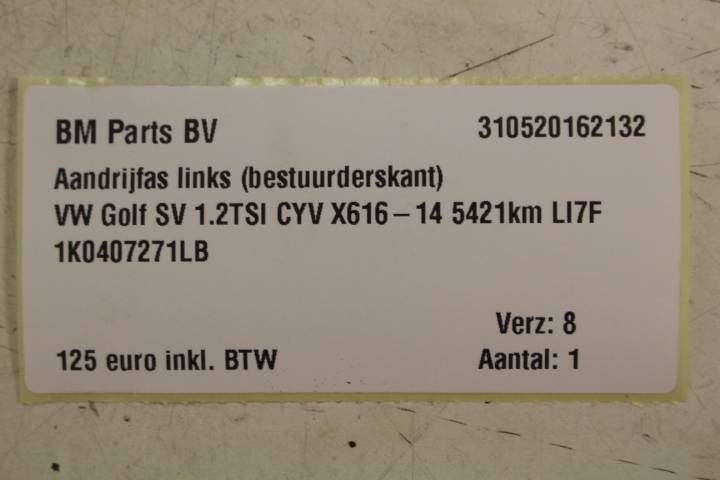 BM Parts BV 310520162132
Aandrijfas links (bestuurderskant)
VW Golf SV 1.2TSI CYV X616-14 5421km LI7F
1K0407271LB
Verz: 8
125 euro inkl. BTW Aantal: 1